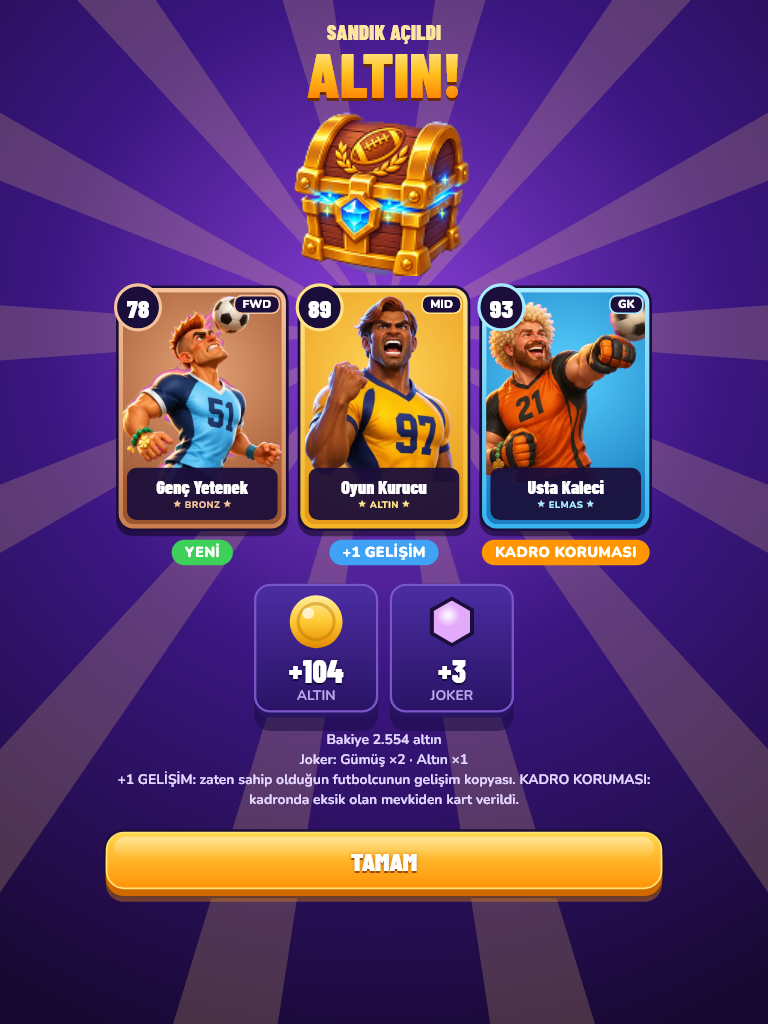 SANDIK AÇILDI
ALTIN!
78
FWD
51
Genç Yetenek
★ BRONZ ★
89
MID
97
Oyun Kurucu
★ ALTIN ★
93
GK
21
Usta Kaleci
★ ELMAS ★
YENİ
+1 GELİŞİM
KADRO KORUMASI
+104
ALTIN
+3
JOKER
Bakiye 2.554 altın
Joker: Gümüş ×2 · Altın ×1
+1 GELİŞİM: zaten sahip olduğun futbolcunun gelişim kopyası. KADRO KORUMASI:
kadronda eksik olan mevkiden kart verildi.
TAMAM